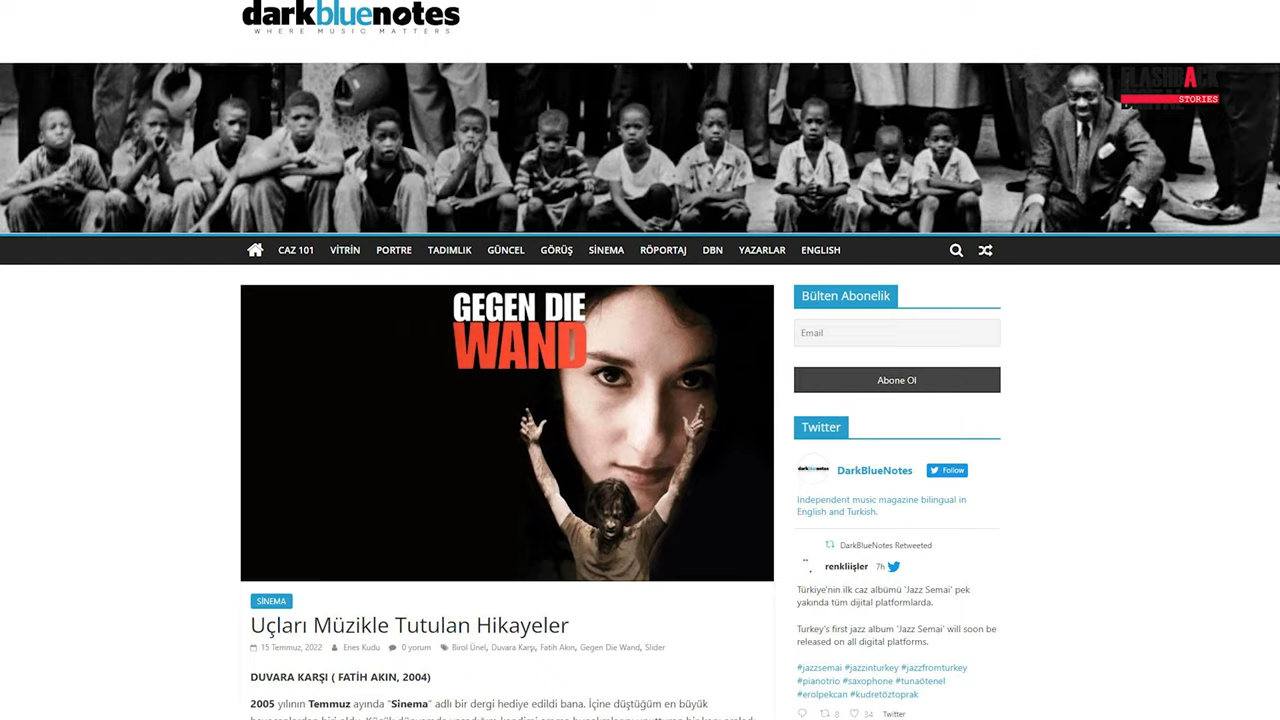 darkbluenotes
WHERE MUSIC MATTERS
FLASHBACK
STORIES
CAZ 101 VİTRİN PORTRE TADIMLIK GÜNCEL GÖRÜŞ SİNEMA RÖPORTAJ DBN YAZARLAR ENGLISH
GEGEN DIE
WAND
SİNEMA
Uçları Müzikle Tutulan Hikayeler
15 Temmuz, 2022 Enes Kudu 0 yorum Birol Ünel, Duvara Karşı, Fatih Akın, Gegen Die Wand, Slider
DUVARA KARŞI ( FATİH AKIN, 2004)
2005 yılının Temmuz ayında “Sinema” adlı bir dergi hediye edildi bana. İçine düştüğüm en büyük
Bülten Abonelik
Email
Abone Ol
Twitter
darkbluenotes
DarkBlueNotes
Follow
Independent music magazine bilingual in
English and Turkish.
DarkBlueNotes Retweeted
renkliişler 7h
Türkiye'nin ilk caz albümü 'Jazz Semai' pek
yakında tüm dijital platformlarda.
Turkey's first jazz album 'Jazz Semai' will soon be
released on all digital platforms.
#jazzsemai #jazzinturkey #jazzfromturkey
#pianotrio #saxophone #tunaötenel
#erolpekcan #kudretöztoprak
8 34 Twitter